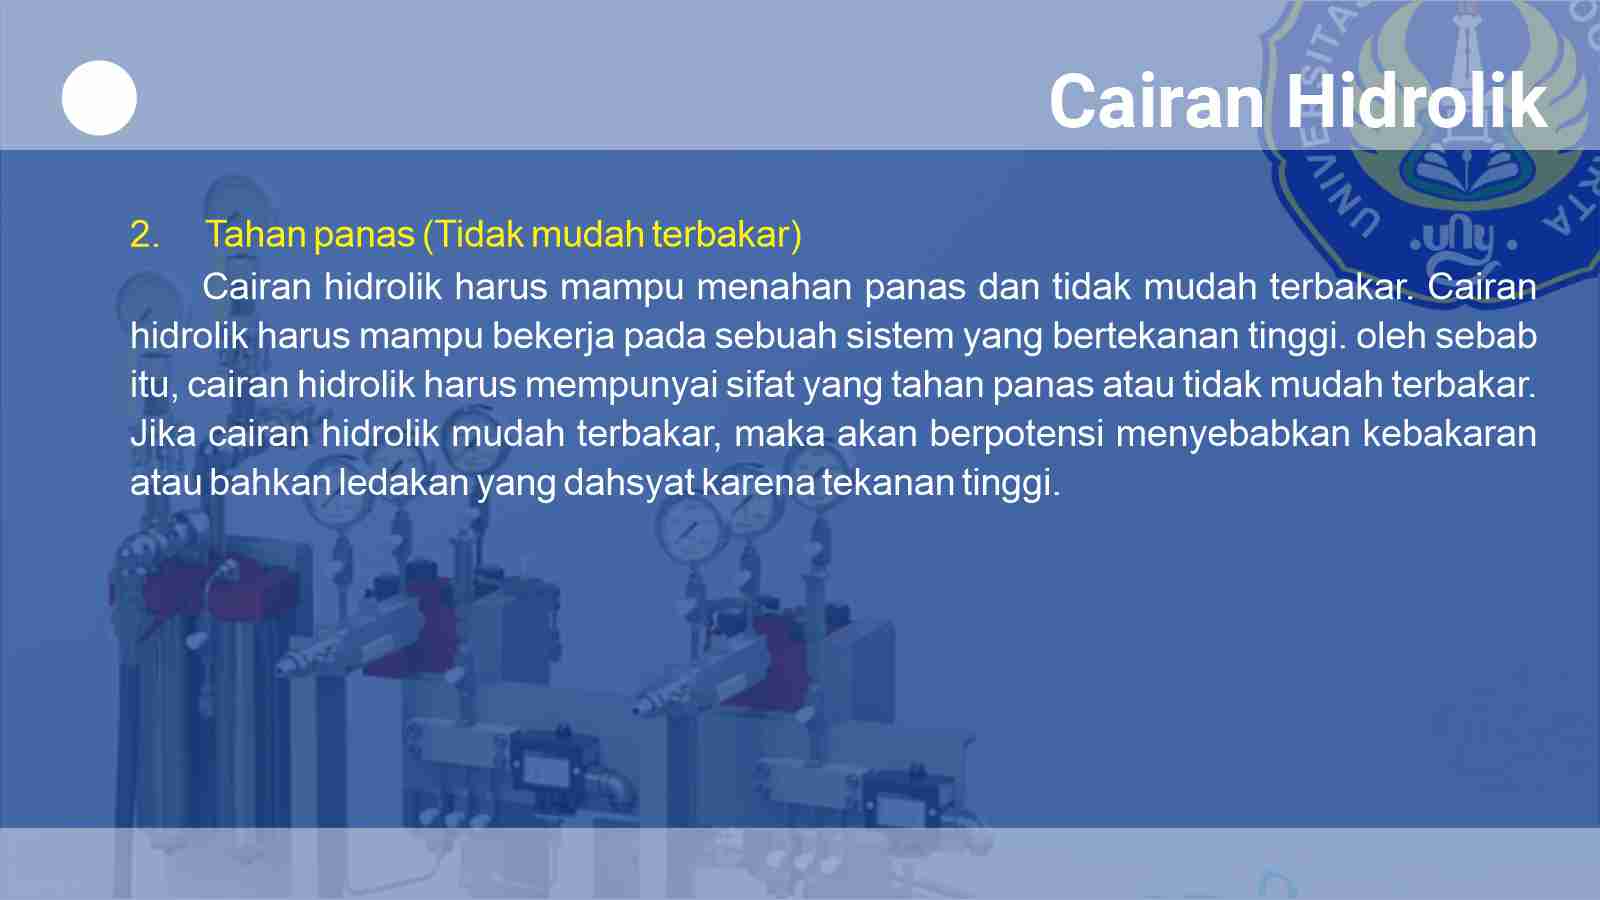 Cairan Hidrolik
UNIVERSITAS
uny
2. Tahan panas (Tidak mudah terbakar)
Cairan hidrolik harus mampu menahan panas dan tidak mudah terbakar. Cairan
hidrolik harus mampu bekerja pada sebuah sistem yang bertekanan tinggi. oleh sebab
itu, cairan hidrolik harus mempunyai sifat yang tahan panas atau tidak mudah terbakar.
Jika cairan hidrolik mudah terbakar, maka akan berpotensi menyebabkan kebakaran
atau bahkan ledakan yang dahsyat karena tekanan tinggi.